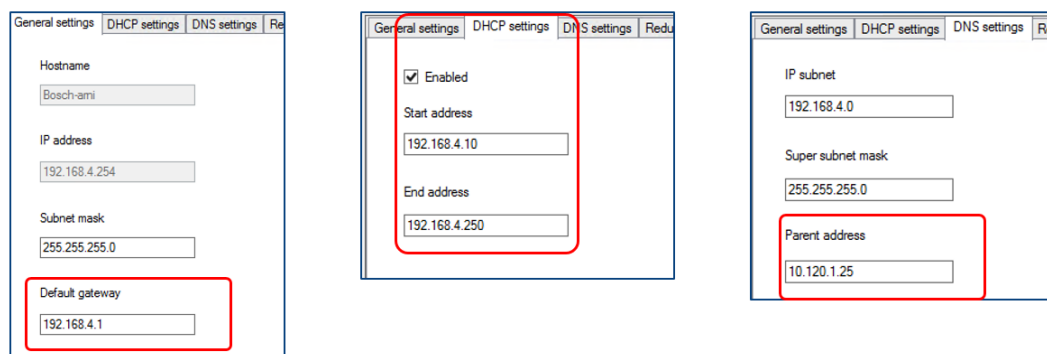 General settings DHCP settings DNS settings Re
Hostname
Bosch-ami
IP address
192.168.4.254
Subnet mask
255.255.255.0
Default gateway
192.168.4.1
General settings DHCP settings DNS settings Redu
Enabled
Start address
192.168.4.10
End address
192.168.4.250
General settings DHCP settings DNS settings R
IP subnet
192.168.4.0
Super subnet mask
255.255.255.0
Parent address
10.120.1.25